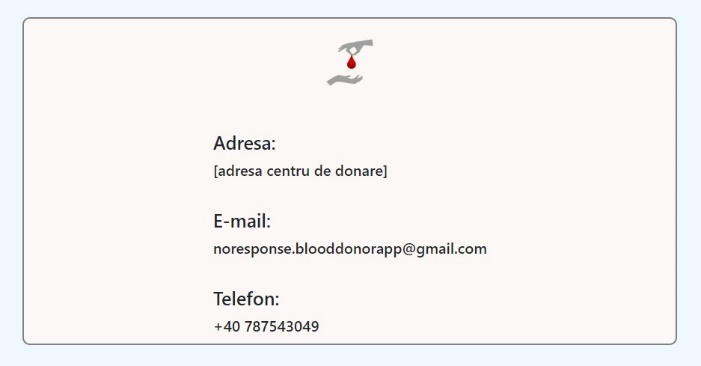 Adresa:
[adresa centru de donare]
E-mail:
noresponse.blooddonorapp@gmail.com
Telefon:
+40 787543049